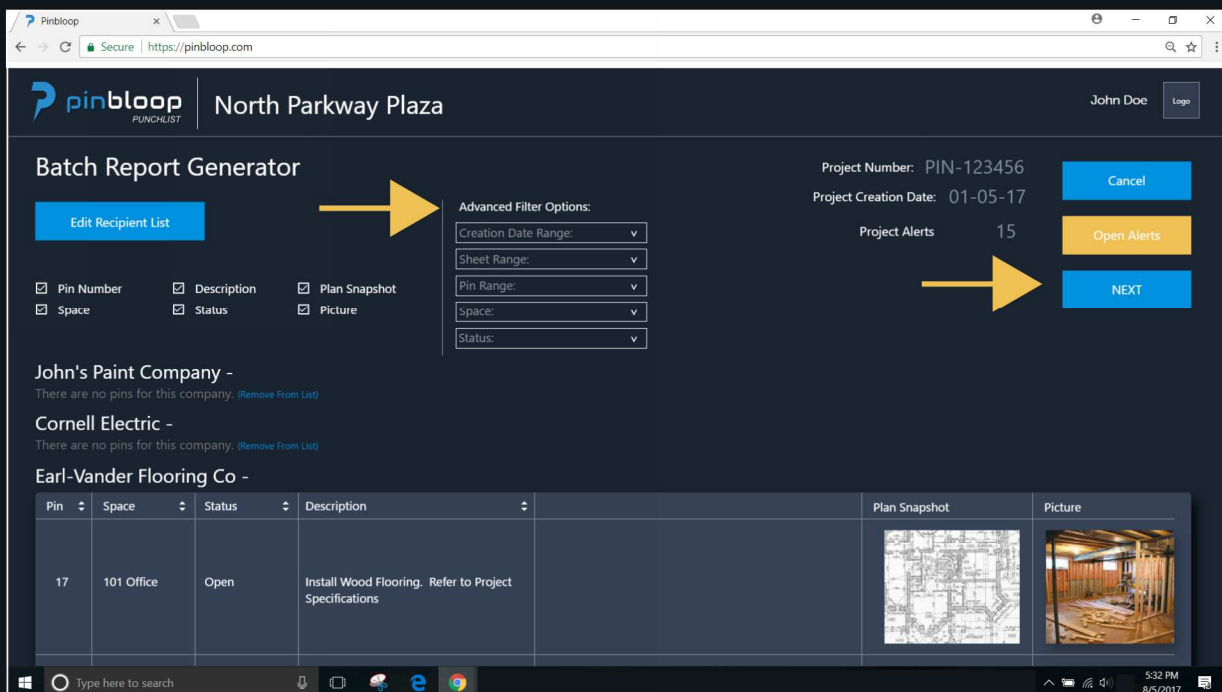 Pinbloop
Secure https://pinbloop.com
pinbloop
PUNCHLIST
North Parkway Plaza
John Doe
Logo
Batch Report Generator
Edit Recipient List
Pin Number Description Plan Snapshot
Space Status Picture
Advanced Filter Options:
Creation Date Range: v
Sheet Range: v
Pin Range: v
Space: v
Status: v
Project Number: PIN-123456
Project Creation Date: 01-05-17
Project Alerts 15
Cancel
Open Alerts
NEXT
John's Paint Company -
There are no pins for this company. (Remove From List)
Cornell Electric -
There are no pins for this company. (Remove From List)
Earl-Vander Flooring Co -
Pin Space Status Description Plan Snapshot Picture
17 101 Office Open Install Wood Flooring. Refer to Project
Specifications
Type here to search
5:32 PM
8/5/2017